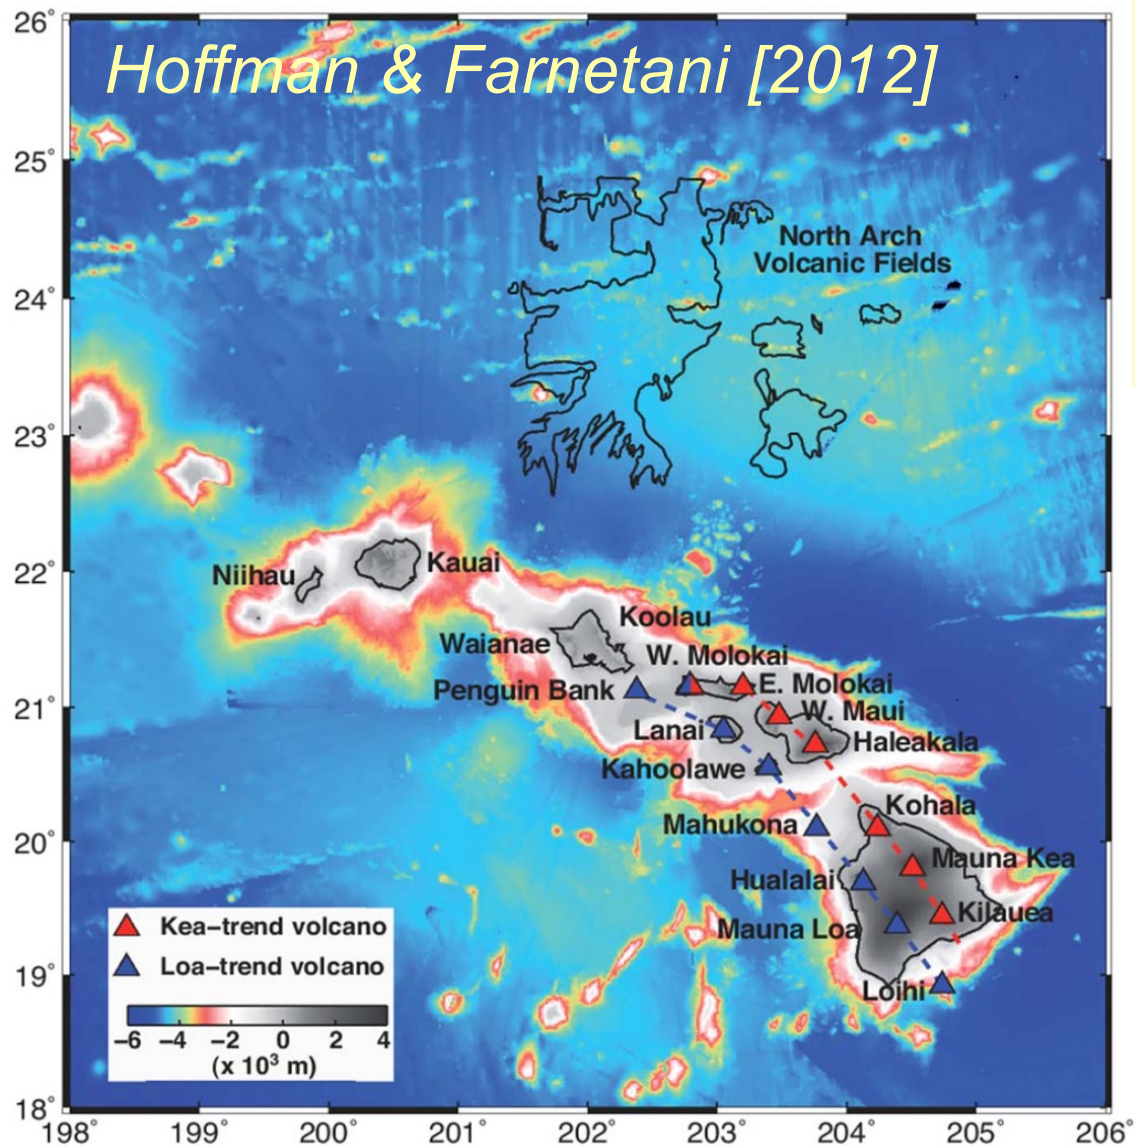 Hoffman & Farnetani [2012]
26°
25°
24°
23°
22°
21°
20°
19°
18°
198°
199°
200°
201°
202°
203°
204°
205°
206°
North Arch
Volcanic Fields
Niihau
Kauai
Koolau
Waianae
W. Molokai
Penguin Bank
E. Molokai
W. Maui
Lanai
Haleakala
Kahoolawe
Kohala
Mahukona
Mauna Kea
Hualalai
Kilauea
Mauna Loa
Loihi
Kea–trend volcano
Loa–trend volcano
−6 −4 −2 0 2 4
(x 10³ m)